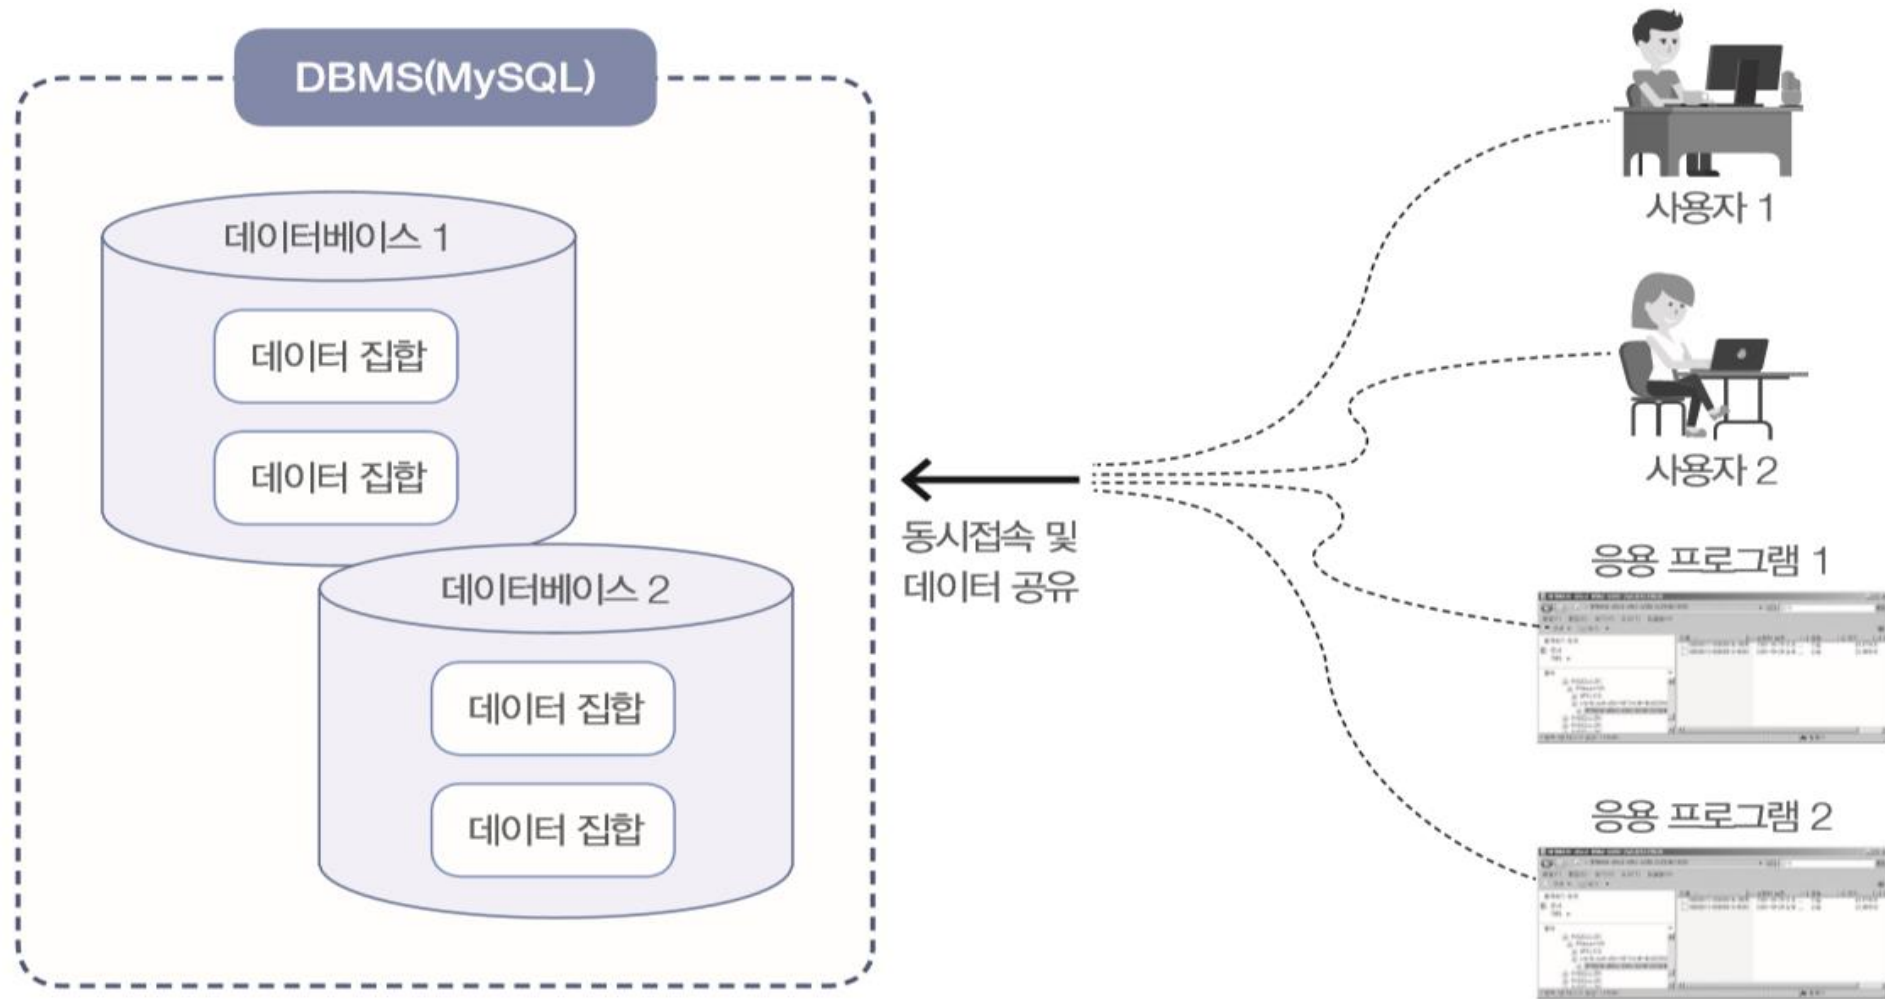 DBMS(MySQL)
데이터베이스 1
데이터 집합
데이터 집합
데이터베이스 2
데이터 집합
데이터 집합
동시접속 및
데이터 공유
사용자 1
사용자 2
응용 프로그램 1
응용 프로그램 2